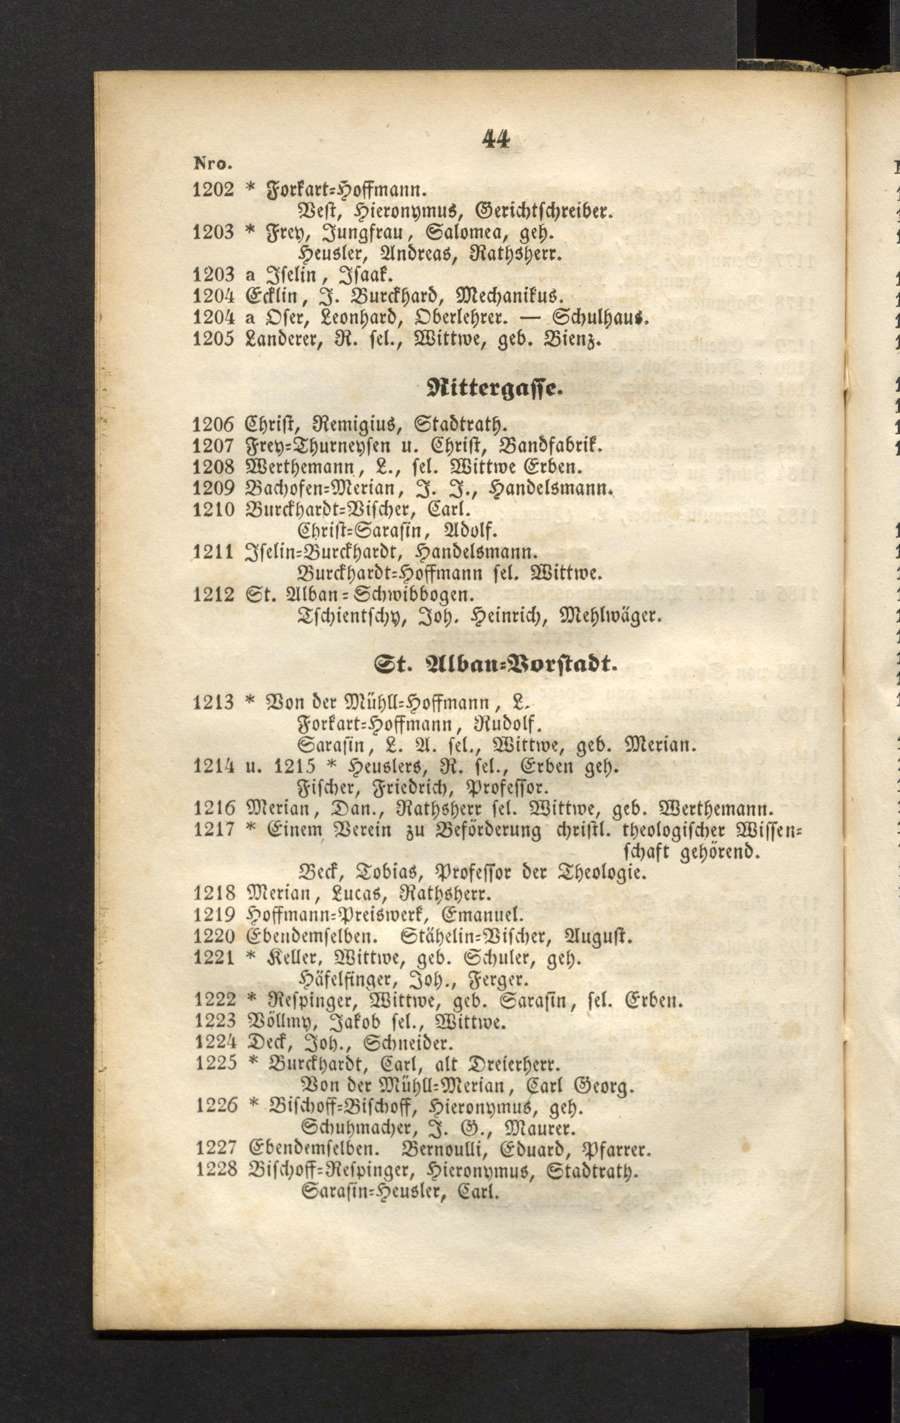 44
Nro.
1202 * Forkart=Hoffmann.
Vest, Hieronymus, Gerichtschreiber.
1203 * Frey, Jungfrau, Salomea, geh.
Heusler, Andreas, Rathsherr.
1203 a Iselin, Isaak.
1204 Ecklin, J. Burckhard, Mechanikus.
1204 a Oser, Leonhard, Oberlehrer. — Schulhaus.
1205 Landerer, R. sel., Wittwe, geb. Bienz.
Rittergasse.
1206 Christ, Remigius, Stadtrath.
1207 Frey=Thurneysen u. Christ, Bandfabrik.
1208 Werthemann, L., sel. Wittwe Erben.
1209 Bachofen=Merian, J. J., Handelsmann.
1210 Burckhardt=Vischer, Carl.
Christ=Sarasin, Adolf.
1211 Iselin=Burckhardt, Handelsmann.
Burckhardt=Hoffmann sel. Wittwe.
1212 St. Alban=Schwibbogen.
Tschientschy, Joh. Heinrich, Mehlwäger.
St. Alban=Vorstadt.
1213 * Von der Mühll=Hoffmann, L.
Forkart=Hoffmann, Rudolf.
Sarasin, L. A. sel., Wittwe, geb. Merian.
1214 u. 1215 * Heuslers, R. sel., Erben geh.
Fischer, Friedrich, Professor.
1216 Merian, Dan., Rathsherr sel. Wittwe, geb. Werthemann.
1217 * Einem Verein zu Beförderung christl. theologischer Wissen=
schaft gehörend.
Beck, Tobias, Professor der Theologie.
1218 Merian, Lucas, Rathsherr.
1219 Hoffmann=Preiswerk, Emanuel.
1220 Ebendemselben. Stähelin=Vischer, August.
1221 * Keller, Wittwe, geb. Schuler, geh.
Häfelfinger, Joh., Ferger.
1222 * Respinger, Wittwe, geb. Sarasin, sel. Erben.
1223 Völlmy, Jakob sel., Wittwe.
1224 Deck, Joh., Schneider.
1225 * Burckhardt, Carl, alt Dreierherr.
Von der Mühll=Merian, Carl Georg.
1226 * Bischoff=Bischoff, Hieronymus, geh.
Schuhmacher, J. G., Maurer.
1227 Ebendemselben. Bernoulli, Eduard, Pfarrer.
1228 Bischoff=Respinger, Hieronymus, Stadtrath.
Sarasin=Heusler, Carl.